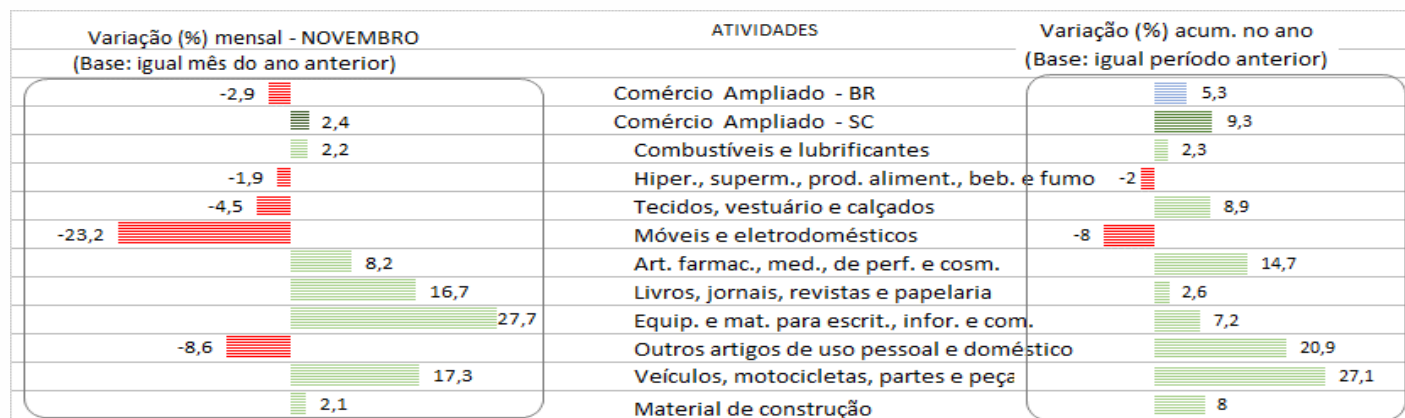 Variação (%) mensal - NOVEMBRO ATIVIDADES Variação (%) acum. no ano
(Base: igual mês do ano anterior) (Base: igual período anterior)
-2,9 Comércio Ampliado - BR 5,3
2,4 Comércio Ampliado - SC 9,3
2,2 Combustíveis e lubrificantes 2,3
-1,9 Hiper., superm., prod. aliment., beb. e fumo -2
-4,5 Tecidos, vestuário e calçados 8,9
-23,2 Móveis e eletrodomésticos -8
8,2 Art. farmac., med., de perf. e cosm. 14,7
16,7 Livros, jornais, revistas e papelaria 2,6
27,7 Equip. e mat. para escrit., infor. e com. 7,2
-8,6 Outros artigos de uso pessoal e doméstico 20,9
17,3 Veículos, motocicletas, partes e peça 27,1
2,1 Material de construção 8